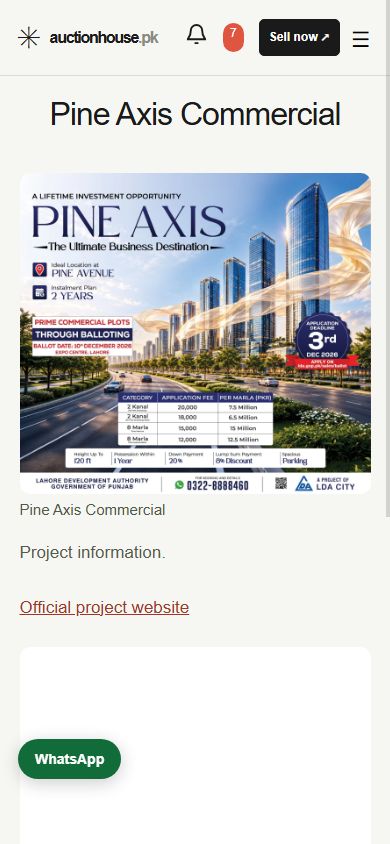 auctionhouse.pk
7
Sell now ↗
Pine Axis Commercial
A LIFETIME INVESTMENT OPPORTUNITY
PINE AXIS
The Ultimate Business Destination
Ideal Location at
PINE AVENUE
Instalment Plan
2 YEARS
PRIME COMMERCIAL PLOTS
THROUGH BALLOTING
BALLOT DATE: 10th DECEMBER 2026
EXPO CENTRE, LAHORE
APPLICATION
DEADLINE
3rd
DEC 2026
APPLY ON
CATEGORY APPLICATION FEE PER MARLA (PKR)
2 Kanal 20,000 7.5 Million
2 Kanal 18,000 6.5 Million
8 Marla 15,000 13 Million
8 Marla 12,000 12.5 Million
Height Up To Possession Within Down Payment Lump Sum Payment Spacious
120 ft 1 Year 20% 8% Discount Parking
LAHORE DEVELOPMENT AUTHORITY
GOVERNMENT OF PUNJAB
0322-8888460
LDA
A PROJECT OF
LDA CITY
Pine Axis Commercial
Project information.
Official project website
WhatsApp